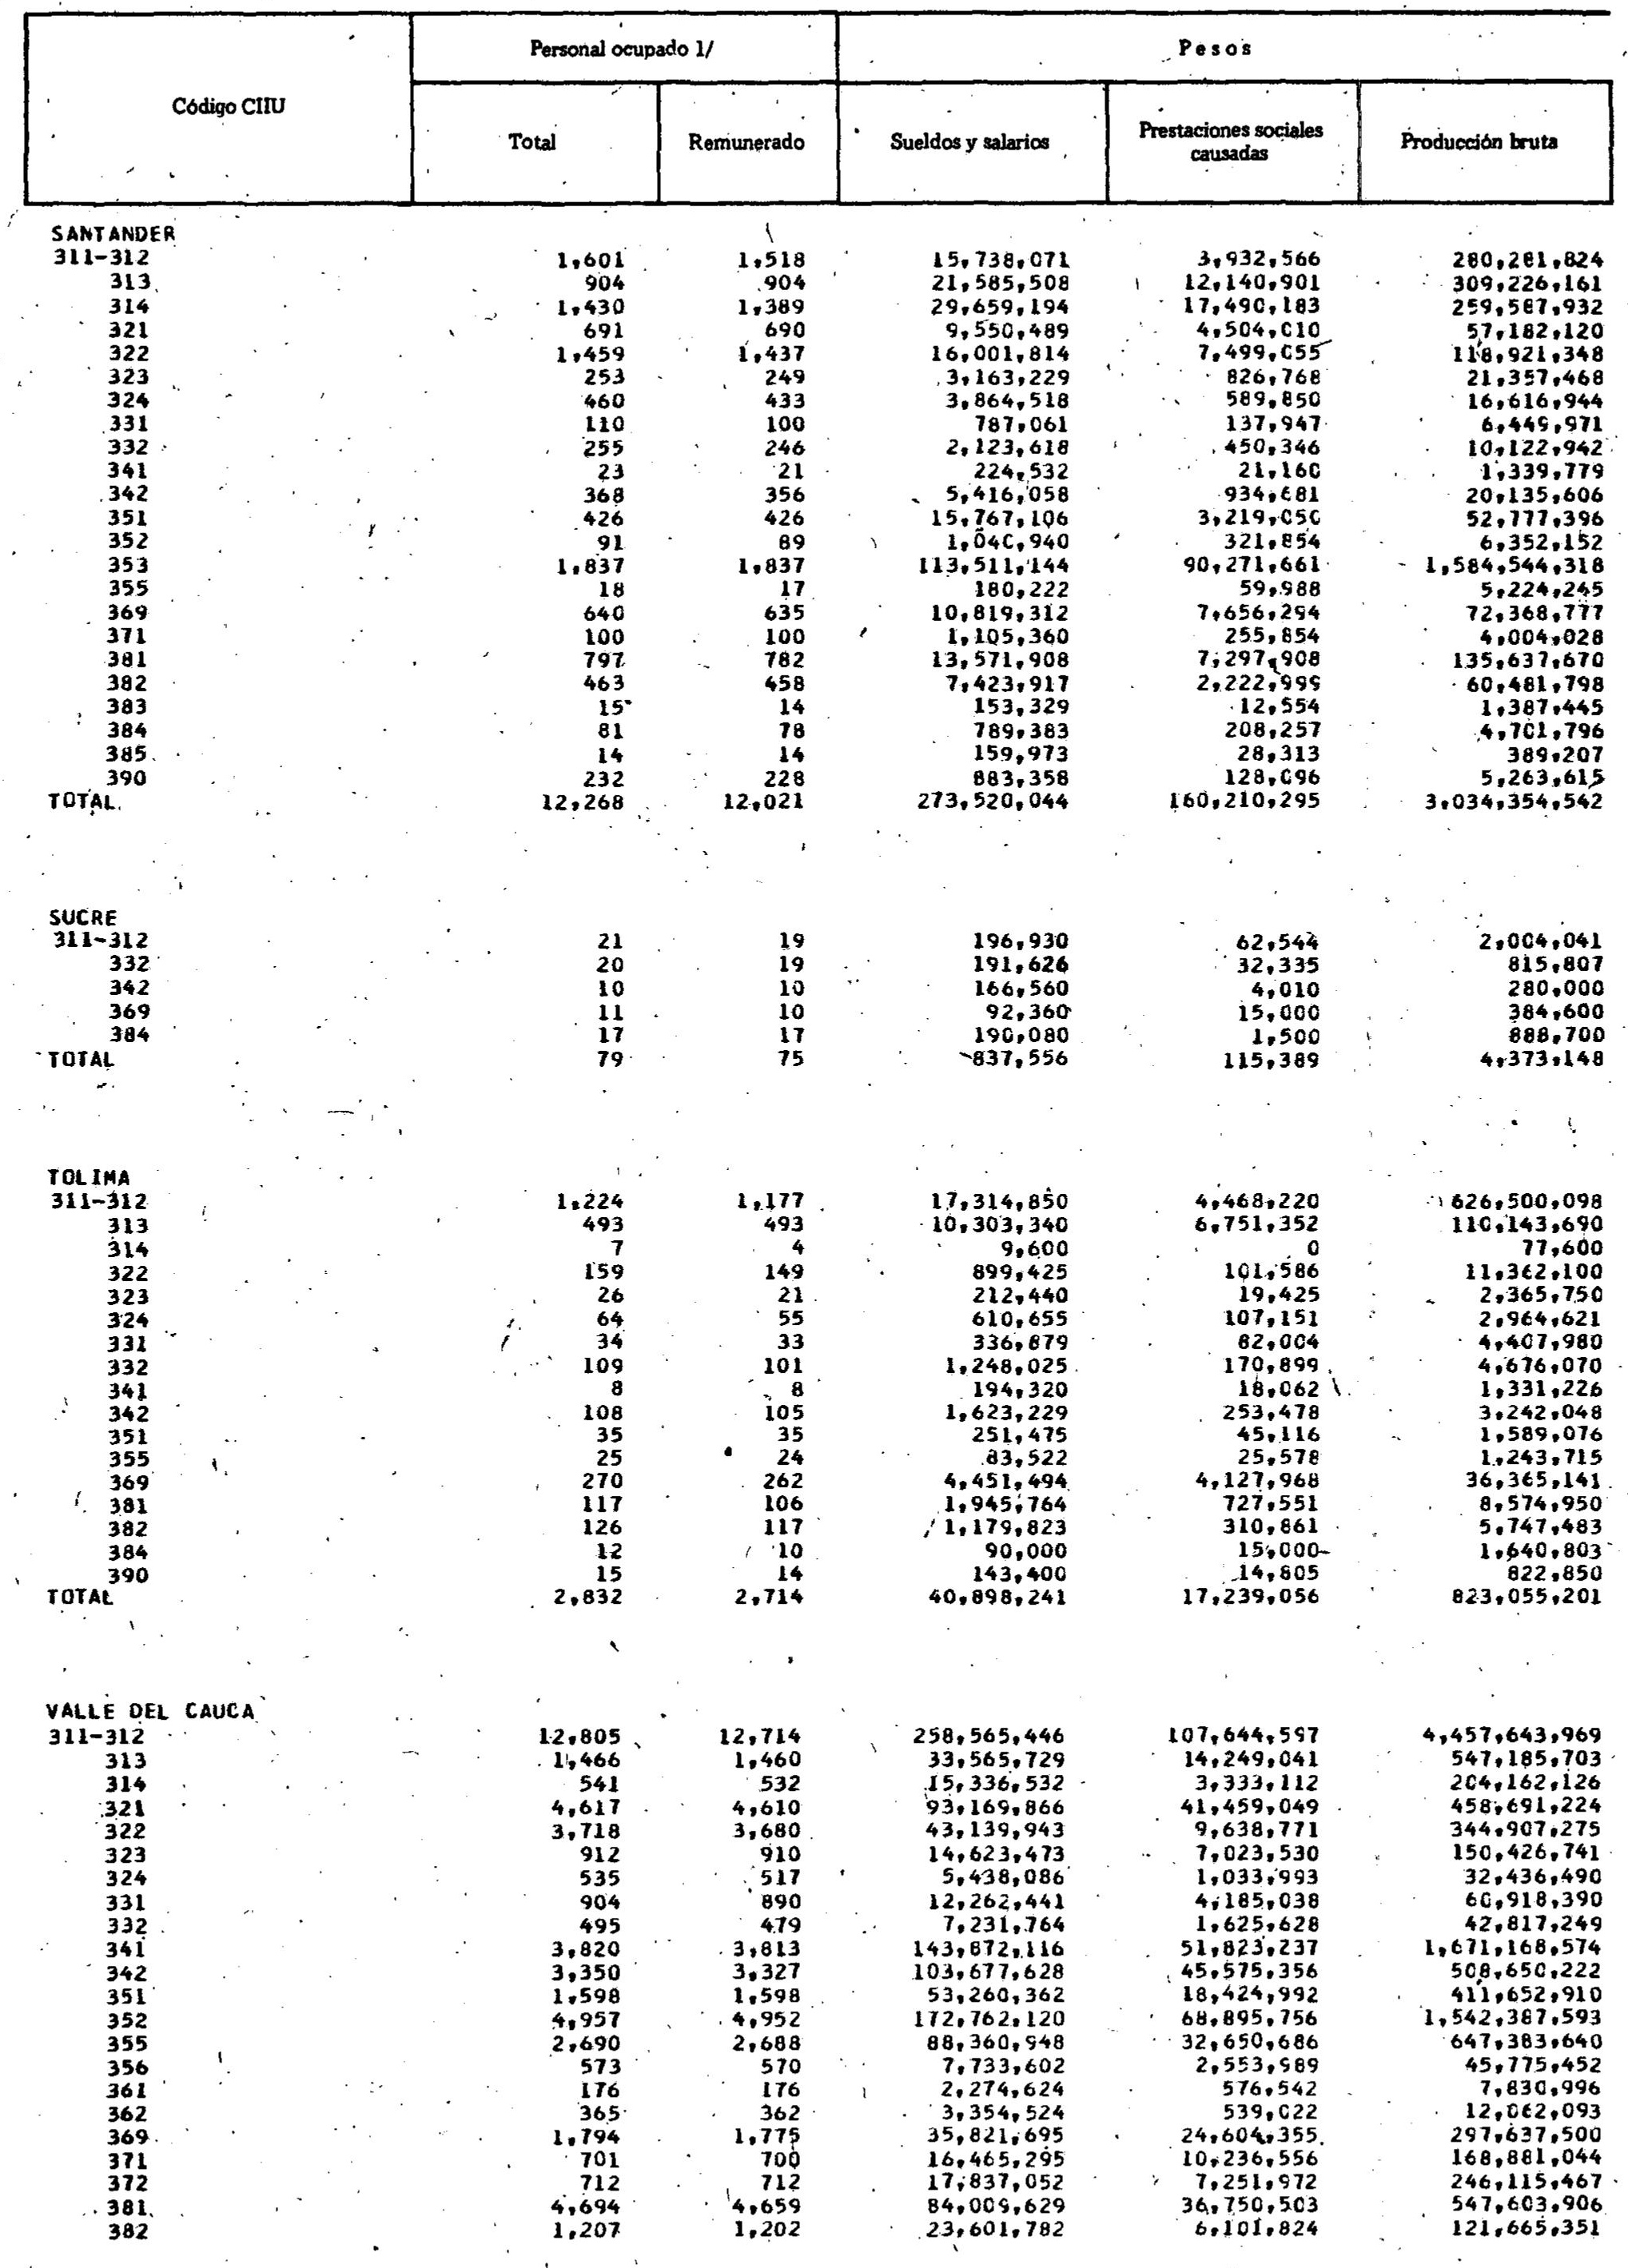 Código CIIU
Personal ocupado 1/
Pesos
Total
Remunerado
Sueldos y salarios
Prestaciones sociales causadas
Producción bruta
SANTANDER
311-312 1,601 1,518 15,738,071 3,932,566 280,281,824
313 904 904 21,585,508 12,140,901 309,226,161
314 1,430 1,389 29,659,194 17,490,183 259,587,932
321 691 690 9,550,489 4,504,010 57,182,120
322 1,459 1,437 16,001,814 7,499,055 118,921,348
323 253 249 3,163,229 826,768 21,357,468
324 460 433 3,864,518 589,850 16,616,944
331 110 100 787,061 137,947 6,449,971
332 255 246 2,123,618 450,346 10,122,942
341 23 21 224,532 21,160 1,339,779
342 368 356 5,416,058 934,681 20,135,606
351 426 426 15,767,106 3,219,050 52,777,396
352 91 89 1,040,940 321,854 6,352,152
353 1,837 1,837 113,511,144 90,271,661 1,584,544,318
355 18 17 180,222 59,988 5,224,245
369 640 635 10,819,312 7,656,294 72,368,777
371 100 100 1,105,360 255,854 4,004,028
381 797 782 13,571,908 7,297,908 135,637,670
382 463 458 7,423,917 2,222,999 60,481,798
383 15 14 153,329 12,554 1,387,445
384 81 78 789,383 208,257 4,701,796
385 14 14 159,973 28,313 389,207
390 232 228 883,358 128,096 5,263,615
TOTAL 12,268 12,021 273,520,044 160,210,295 3,034,354,542
SUCRE
311-312 21 19 196,930 62,544 2,004,041
332 20 19 191,626 32,335 815,807
342 10 10 166,560 4,010 280,000
369 11 10 92,360 15,000 384,600
384 17 17 190,080 1,500 888,700
TOTAL 79 75 837,556 115,389 4,373,148
TOLIMA
311-312 1,224 1,177 17,314,850 4,468,220 626,500,098
313 493 493 10,303,340 6,751,352 110,143,690
314 7 4 9,600 0 77,600
322 159 149 899,425 101,586 11,362,100
323 26 21 212,440 19,425 2,365,750
324 64 55 610,655 107,151 2,964,621
331 34 33 336,879 82,004 4,407,980
332 109 101 1,248,025 170,899 4,676,070
341 8 8 194,320 18,062 1,331,226
342 108 105 1,623,229 253,478 3,242,048
351 35 35 251,475 45,116 1,589,076
355 25 24 83,522 25,578 1,243,715
369 270 262 4,451,494 4,127,968 36,365,141
381 117 106 1,945,764 727,551 8,574,950
382 126 117 1,179,823 310,861 5,747,483
384 12 10 90,000 15,000 1,640,803
390 15 14 143,400 14,805 822,850
TOTAL 2,832 2,714 40,898,241 17,239,056 823,055,201
VALLE DEL CAUCA
311-312 12,805 12,714 258,565,446 107,644,597 4,457,643,969
313 1,466 1,460 33,565,729 14,249,041 547,185,703
314 541 532 15,336,532 3,333,112 204,162,126
321 4,617 4,610 93,169,866 41,459,049 458,691,224
322 3,718 3,680 43,139,943 9,638,771 344,907,275
323 912 910 14,623,473 7,023,530 150,426,741
324 535 517 5,438,086 1,033,993 32,436,490
331 904 890 12,262,441 4,185,038 60,918,390
332 495 479 7,231,764 1,625,628 42,817,249
341 3,820 3,813 143,872,116 51,823,237 1,671,168,574
342 3,350 3,327 103,677,628 45,575,356 508,650,222
351 1,598 1,598 53,260,362 18,424,992 411,652,910
352 4,957 4,952 172,762,120 68,895,756 1,542,387,593
355 2,690 2,688 88,360,948 32,650,686 647,383,640
356 573 570 7,733,602 2,553,989 45,775,452
361 176 176 2,274,624 576,542 7,830,996
362 365 362 3,354,524 539,022 12,062,093
369 1,794 1,775 35,821,695 24,604,355 297,637,500
371 701 700 16,465,295 10,236,556 168,881,044
372 712 712 17,837,052 7,251,972 246,115,467
381 4,694 4,659 84,009,629 36,750,503 547,603,906
382 1,207 1,202 23,601,782 6,101,824 121,665,351